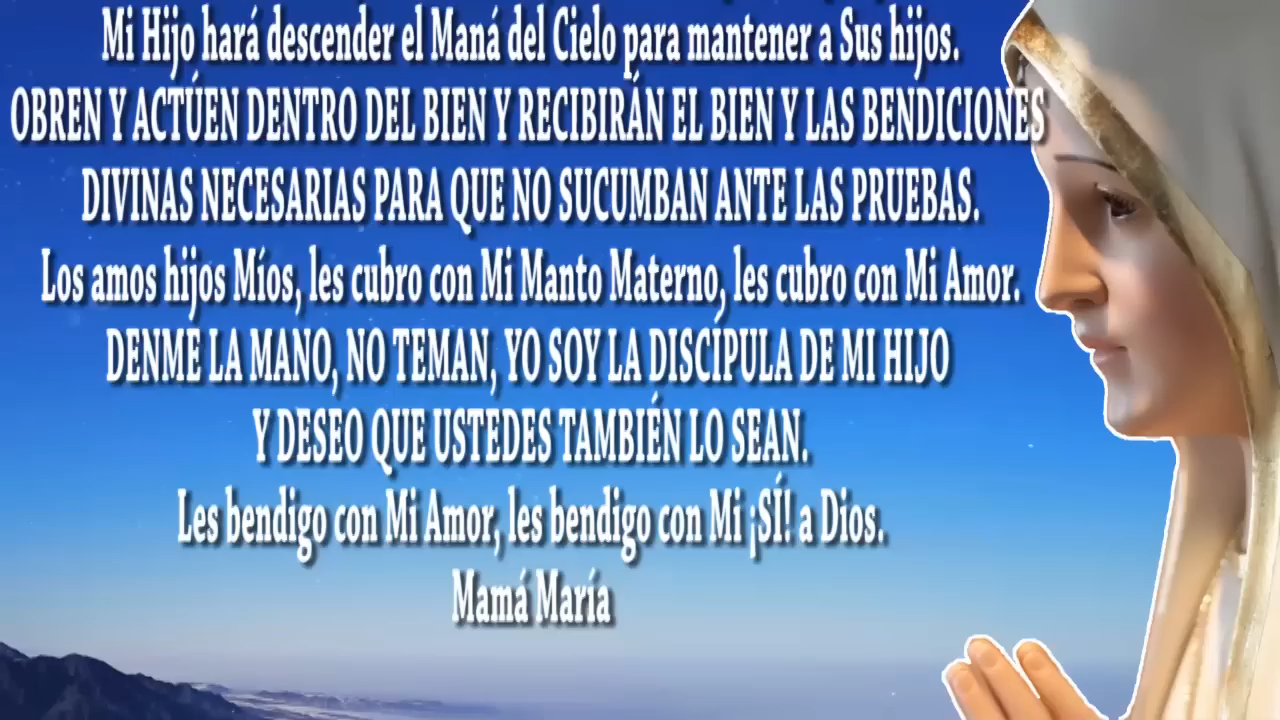 Mi Hijo hará descender el Maná del Cielo para mantener a Sus hijos.
OBREN Y ACTÚEN DENTRO DEL BIEN Y RECIBIRÁN EL BIEN Y LAS BENDICIONES
DIVINAS NECESARIAS PARA QUE NO SUCUMBAN ANTE LAS PRUEBAS.
Los amos hijos Míos, les cubro con Mi Manto Materno, les cubro con Mi Amor.
DENME LA MANO, NO TEMAN, YO SOY LA DISCÍPULA DE MI HIJO
Y DESEO QUE USTEDES TAMBIÉN LO SEAN.
Les bendigo con Mi Amor, les bendigo con Mi ¡SÍ! a Dios.
Mamá María